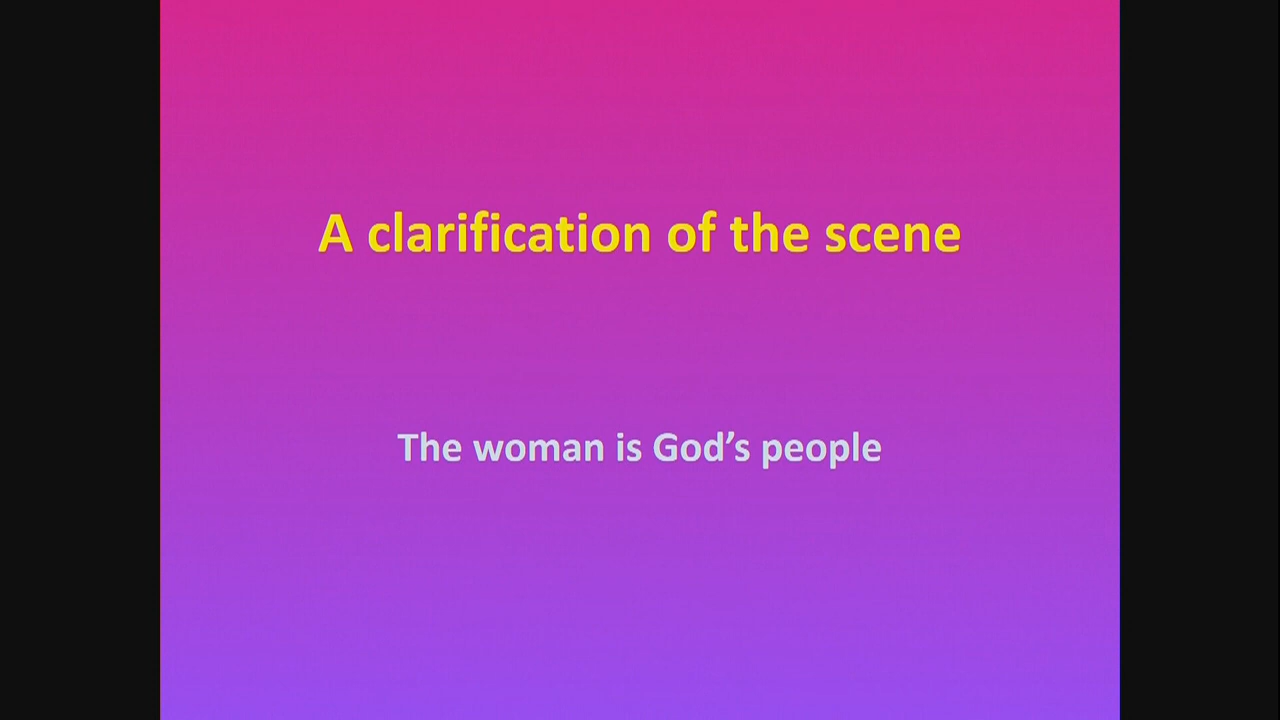 A clarification of the scene
The woman is God’s people